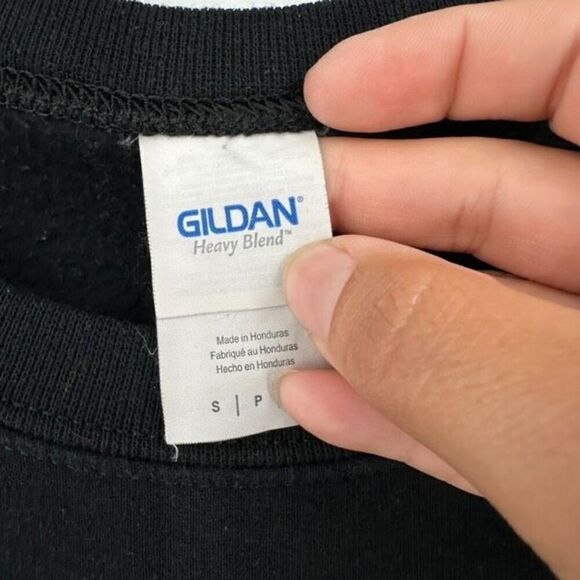 GILDAN®
Heavy Blend™
Made in Honduras
Fabriqué au Honduras
Hecho en Honduras
S | P